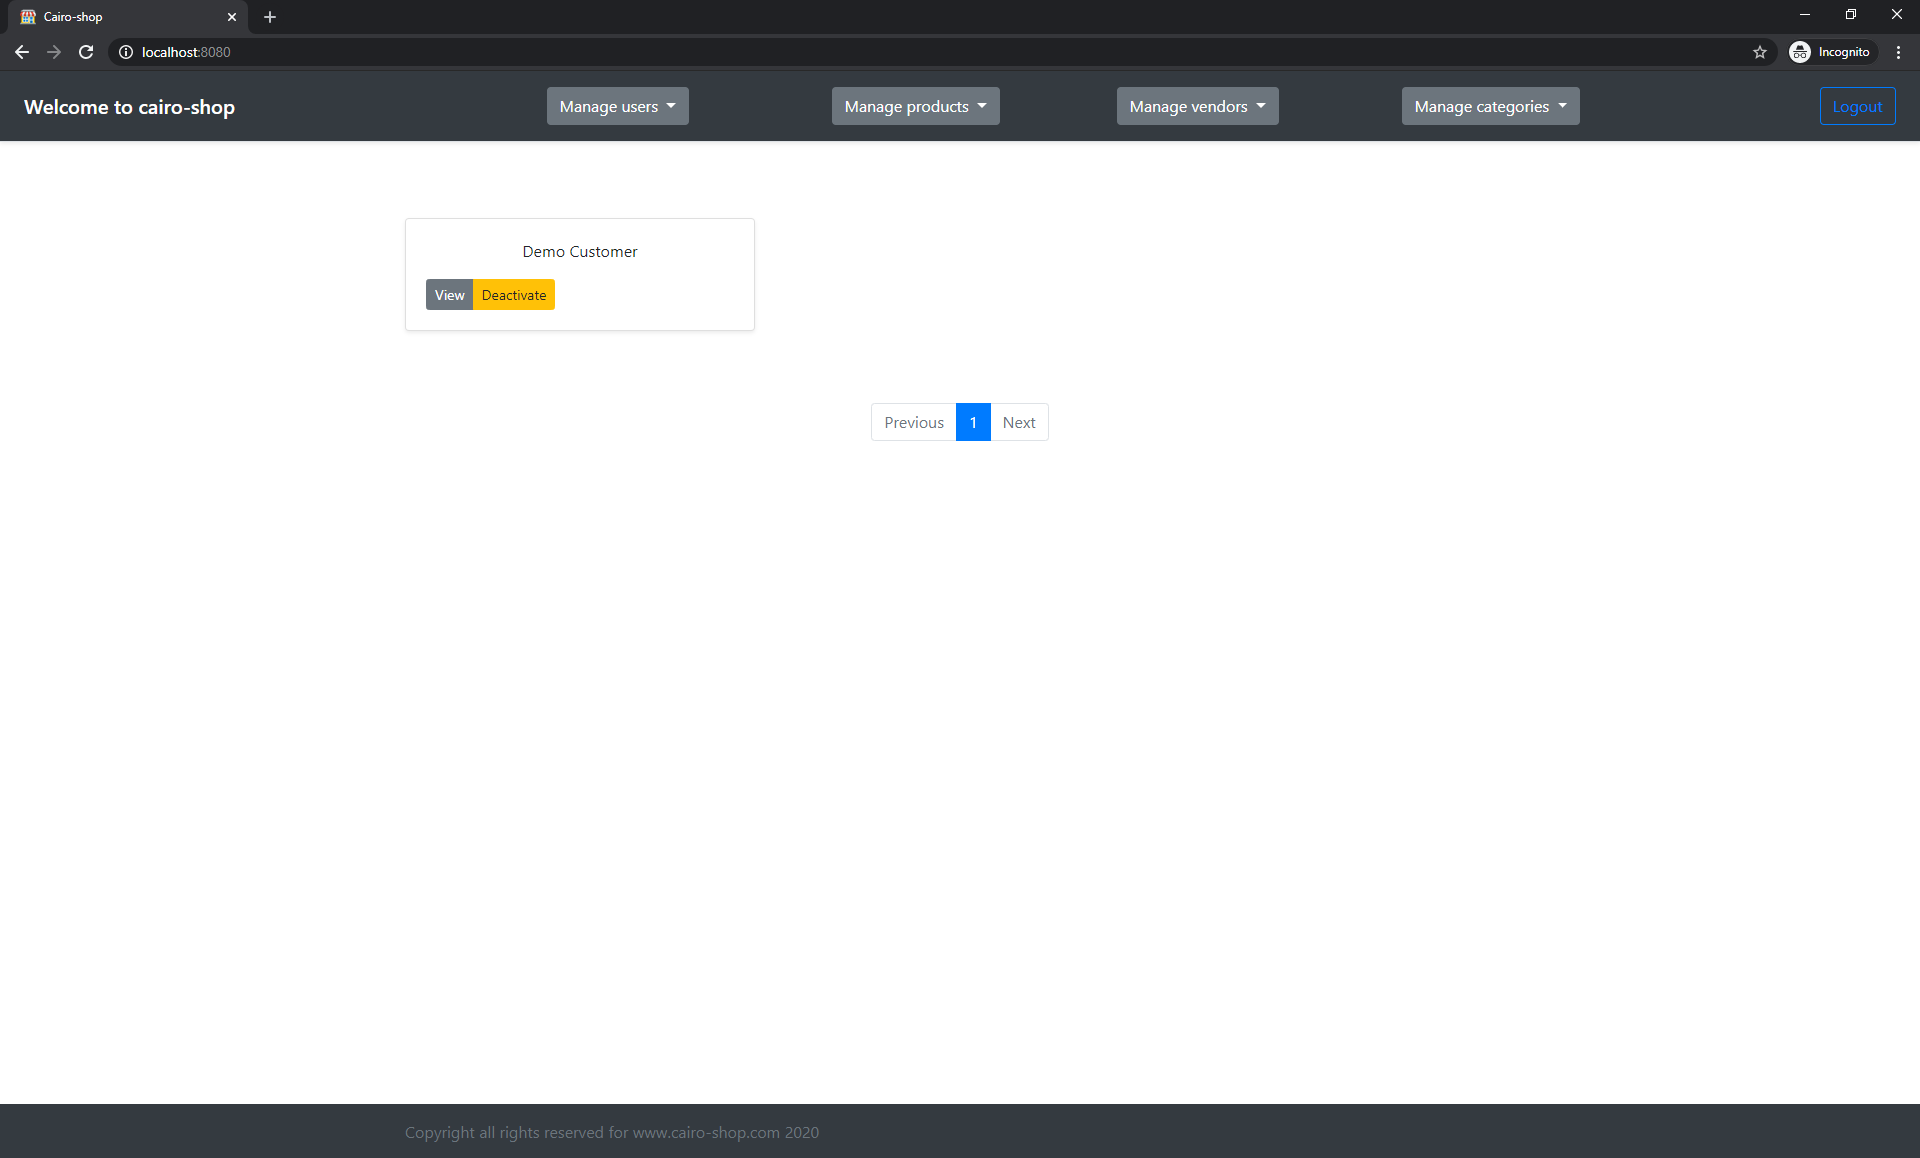 Cairo-shop
localhost:8080
Incognito
Welcome to cairo-shop
Manage users
Manage products
Manage vendors
Manage categories
Logout
Demo Customer
View Deactivate
Previous 1 Next
Copyright all rights reserved for www.cairo-shop.com 2020